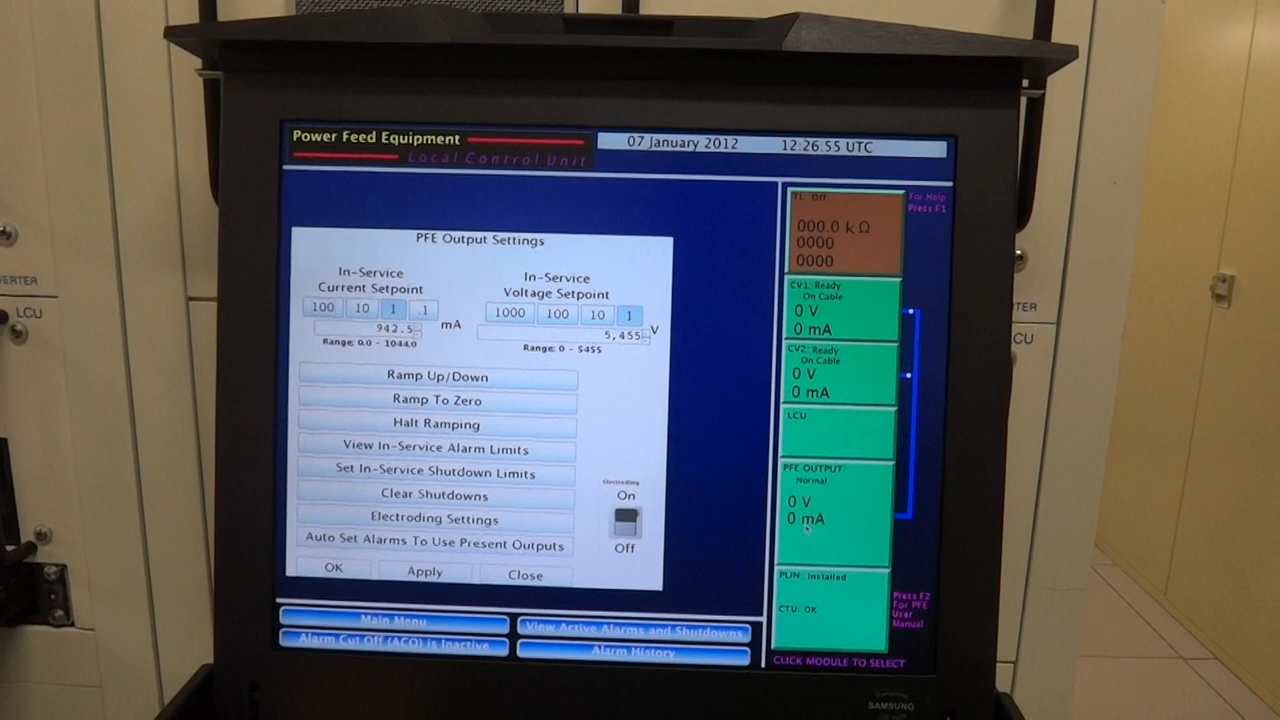 Power Feed Equipment
Local Control Unit
07 January 2012 12:26.55 UTC
PFE Output Settings
In-Service
Current Setpoint
100 10 1 .1
942.5 mA
Range: 0.0 - 1044.0
In-Service
Voltage Setpoint
1000 100 10 1
5,455 V
Range: 0 - 5455
Ramp Up/Down
Ramp To Zero
Halt Ramping
View In-Service Alarm Limits
Set In-Service Shutdown Limits
Clear Shutdowns
Electroding Settings
Auto Set Alarms To Use Present Outputs
OK Apply Close
Electroding
On
Off
Main Menu
View Active Alarms and Shutdowns
Alarm Cut Off (ACO) is Inactive
Alarm History
TL: Off
000.0 k Ω
0000
0000
For Help
Press F1
CV1: Ready
On Cable
0 V
0 mA
CV2: Ready
On Cable
0 V
0 mA
LCU
PFE OUTPUT:
Normal
0 V
0 mA
PLIN: Installed
CTU: OK
Press F2
For PFE
User
Manual
CLICK MODULE TO SELECT
SAMSUNG
LCU